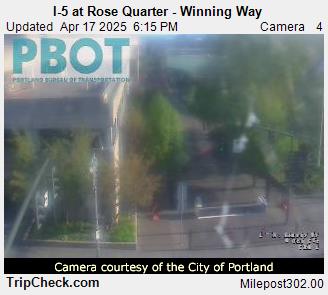 I-5 at Rose Quarter - Winning Way
Updated Apr 17 2025 6:15 PM Camera 4
PBOT
PORTLAND BUREAU OF TRANSPORTATION
Camera courtesy of the City of Portland
TripCheck.com Milepost302.00